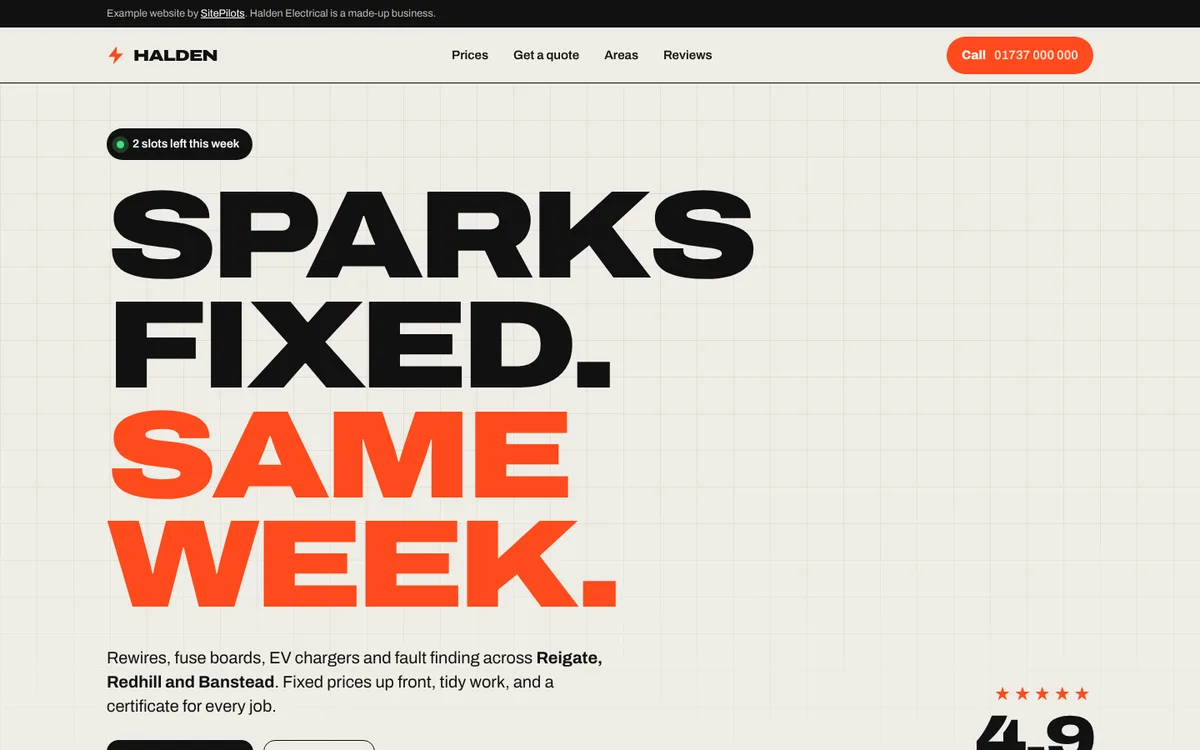 Example website by SitePilots. Halden Electrical is a made-up business.
HALDEN
Prices
Get a quote
Areas
Reviews
Call 01737 000 000
2 slots left this week
SPARKS
FIXED.
SAME
WEEK.
Rewires, fuse boards, EV chargers and fault finding across Reigate,
Redhill and Banstead. Fixed prices up front, tidy work, and a
certificate for every job.
4.9